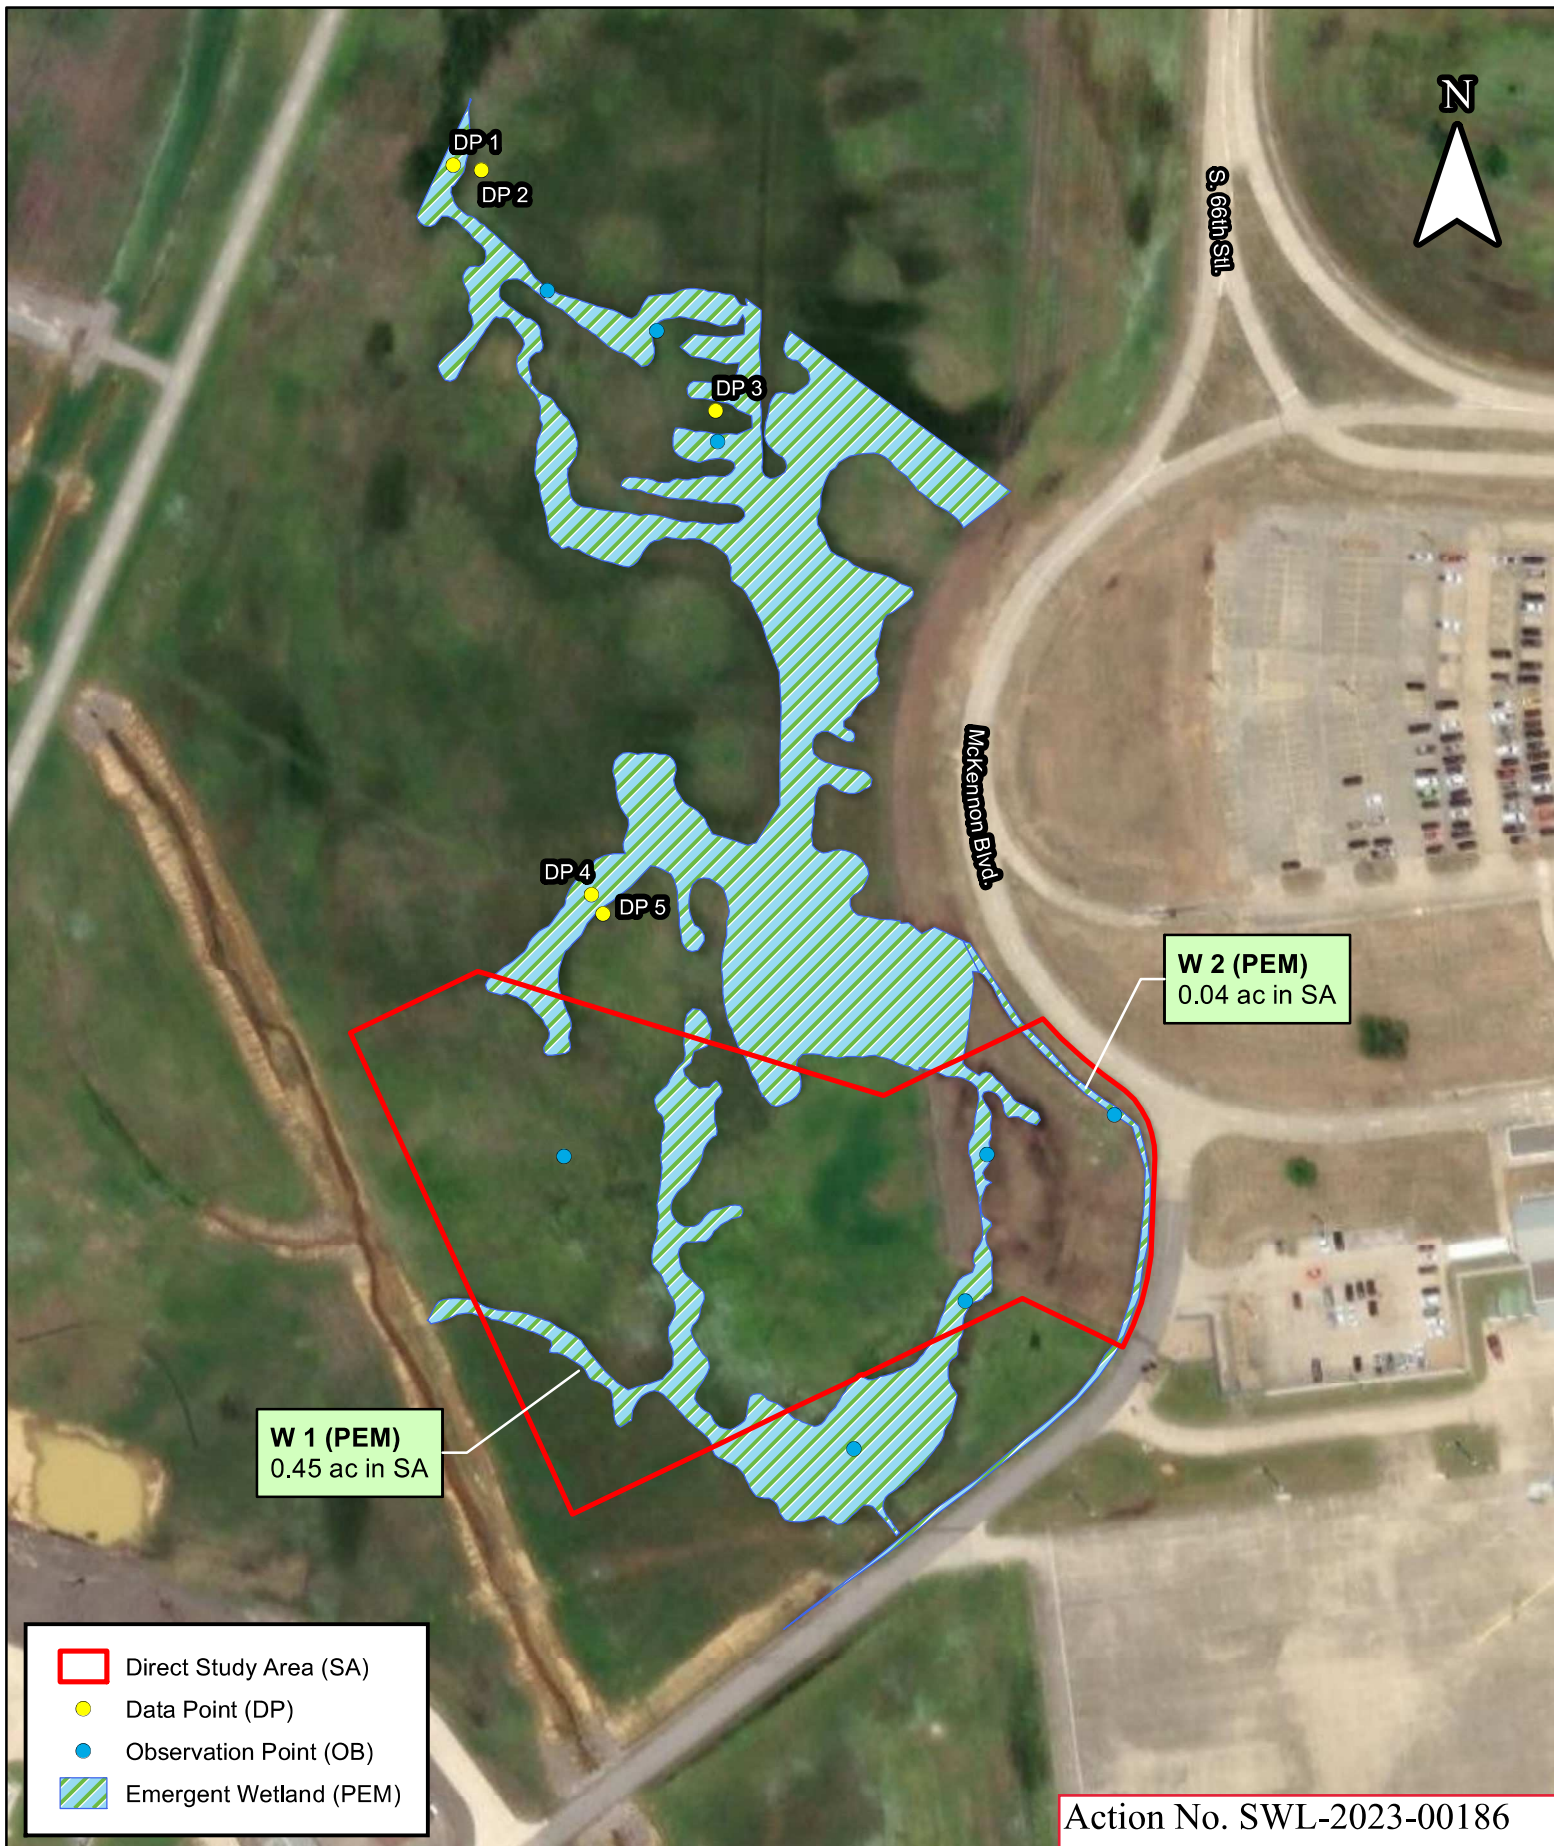 N
DP 1
DP 2
S. 66th Stl.
DP 3
McKennon Blvd.
DP 4
DP 5
W 2 (PEM)
0.04 ac in SA
W 1 (PEM)
0.45 ac in SA
Direct Study Area (SA)
Data Point (DP)
Observation Point (OB)
Emergent Wetland (PEM)
Action No. SWL-2023-00186